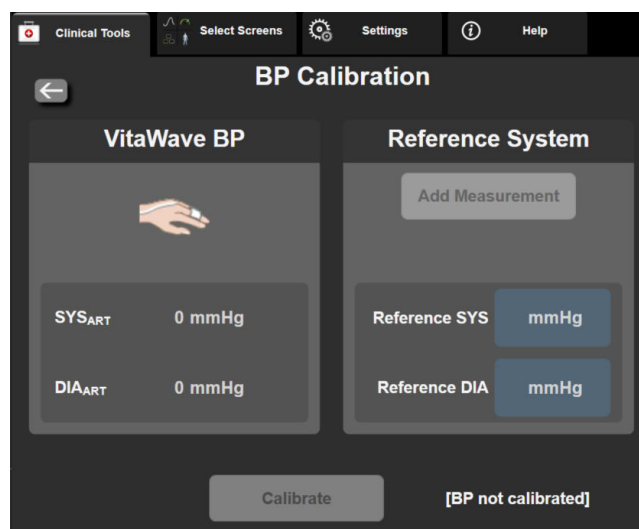 Clinical Tools
Select Screens
Settings
Help
BP Calibration
VitaWave BP
Reference System
Add Measurement
SYSART 0 mmHg
Reference SYS mmHg
DIAART 0 mmHg
Reference DIA mmHg
Calibrate
[BP not calibrated]